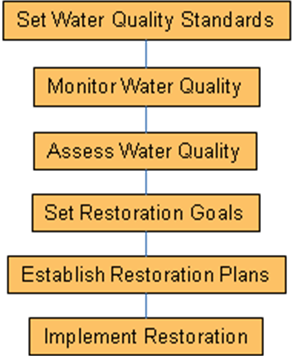 Set Water Quality Standards
Monitor Water Quality
Assess Water Quality
Set Restoration Goals
Establish Restoration Plans
Implement Restoration